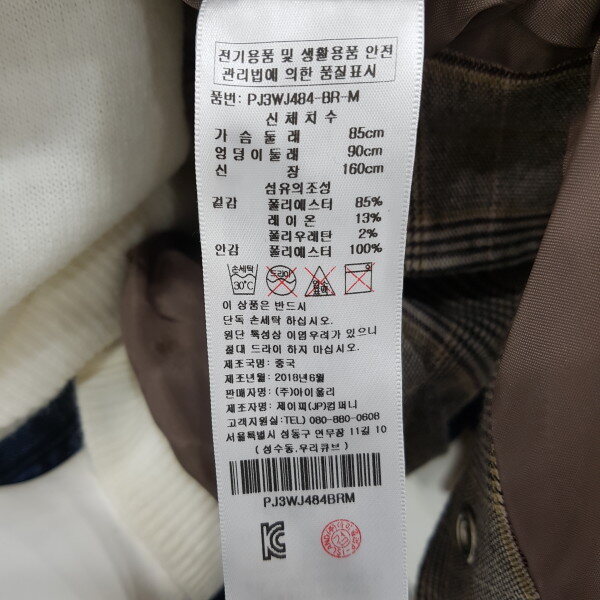 전기용품 및 생활용품 안전
관리법에 의한 품질표시
품번: PJ3WJ484-BR-M
신체치수
가슴둘레 85cm
엉덩이둘레 90cm
신 장 160cm
섬유의조성
겉감 폴리에스터 85%
레이온 13%
폴리우레탄 2%
안감 폴리에스터 100%
손세탁 30℃ 드라이
이 상품은 반드시
단독 손세탁 하십시오.
원단 특성상 이염우려가 있으니
절대 드라이 하지 마십시오.
제조국명: 중국
제조년월: 2018년6월
판매자명: (주)아이올리
제조자명: 제이피(JP)컴퍼니
고객지원실:TEL) 080-880-0608
서울특별시 성동구 연무장 11길 10
(성수동,우리큐브)
PJ3WJ484BRM